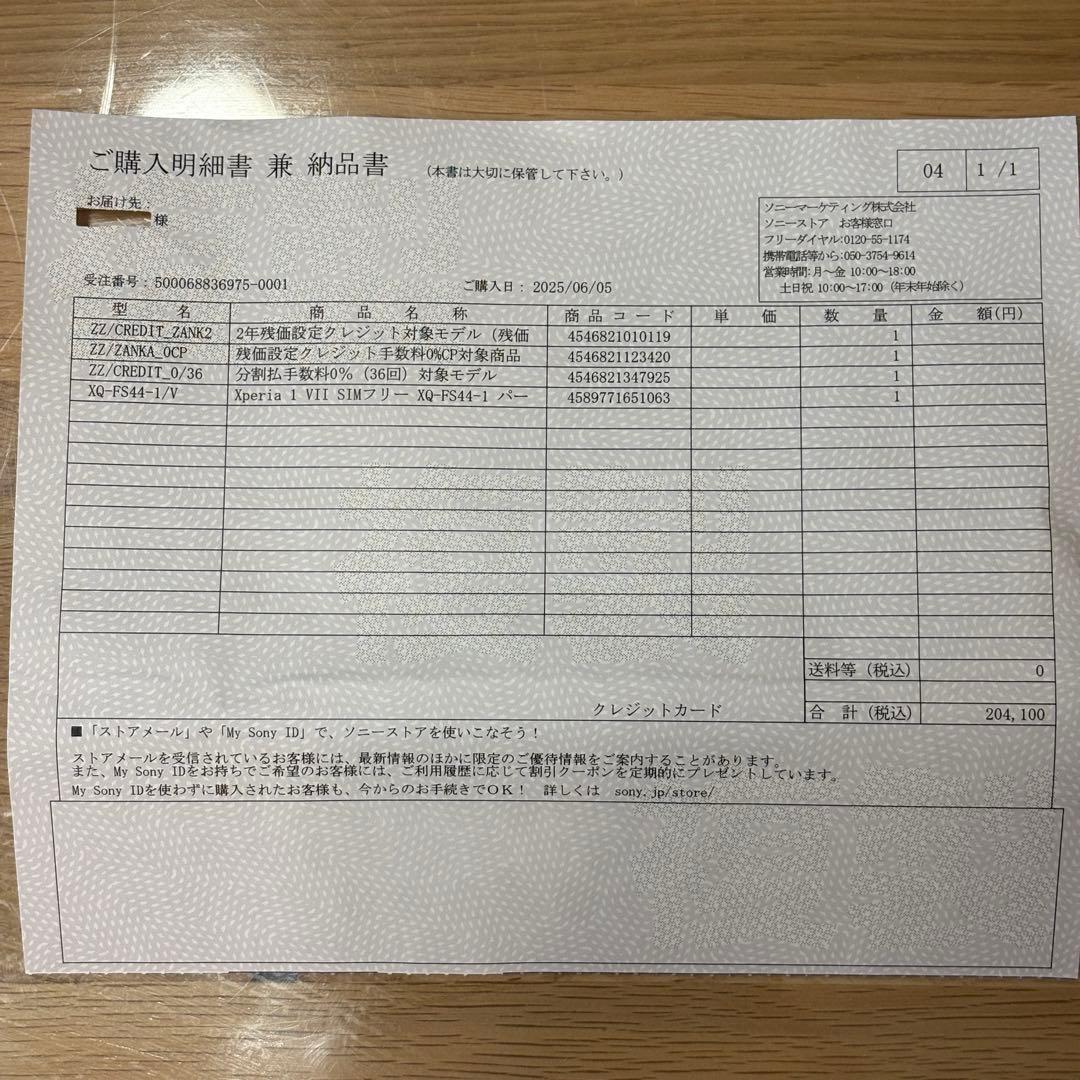 ご購入明細書 兼 納品書 （本書は大切に保管して下さい。）
04 1 /1
お届け先：
様
ソニーマーケティング株式会社
ソニーストア お客様窓口
フリーダイヤル:0120-55-1174
携帯電話等から:050-3754-9614
営業時間:月～金 10:00～18:00
土日祝 10:00～17:00（年末年始除く）
受注番号：500068836975-0001 ご購入日：2025/06/05
型 名 商 品 名 称 商 品 コ ー ド 単 価 数 量 金 額(円)
ZZ/CREDIT_ZANK2 2年残価設定クレジット対象モデル（残価 4546821010119 1
ZZ/ZANKA_0CP 残価設定クレジット手数料0%CP対象商品 4546821123420 1
ZZ/CREDIT_0/36 分割払手数料0％（36回）対象モデル 4546821347925 1
XQ-FS44-1/V Xperia 1 VII SIMフリー XQ-FS44-1 パー 4589771651063 1
送料等（税込） 0
クレジットカード 合 計（税込） 204,100
■「ストアメール」や「My Sony ID」で、ソニーストアを使いこなそう！
ストアメールを受信されているお客様には、最新情報のほかに限定のご優待情報をご案内することがあります。
また、My Sony IDをお持ちでご希望のお客様には、ご利用履歴に応じて割引クーポンを定期的にプレゼントしています。
My Sony IDを使わずに購入されたお客様も、今からのお手続きでＯＫ！ 詳しくは sony.jp/store/